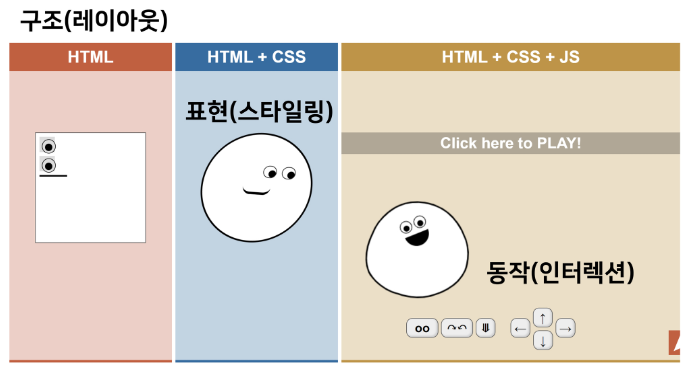 구조(레이아웃)
HTML
HTML + CSS
HTML + CSS + JS
표현(스타일링)
Click here to PLAY!
동작(인터렉션)
oo
↷↶ ⤋ ← ↑ → ↓